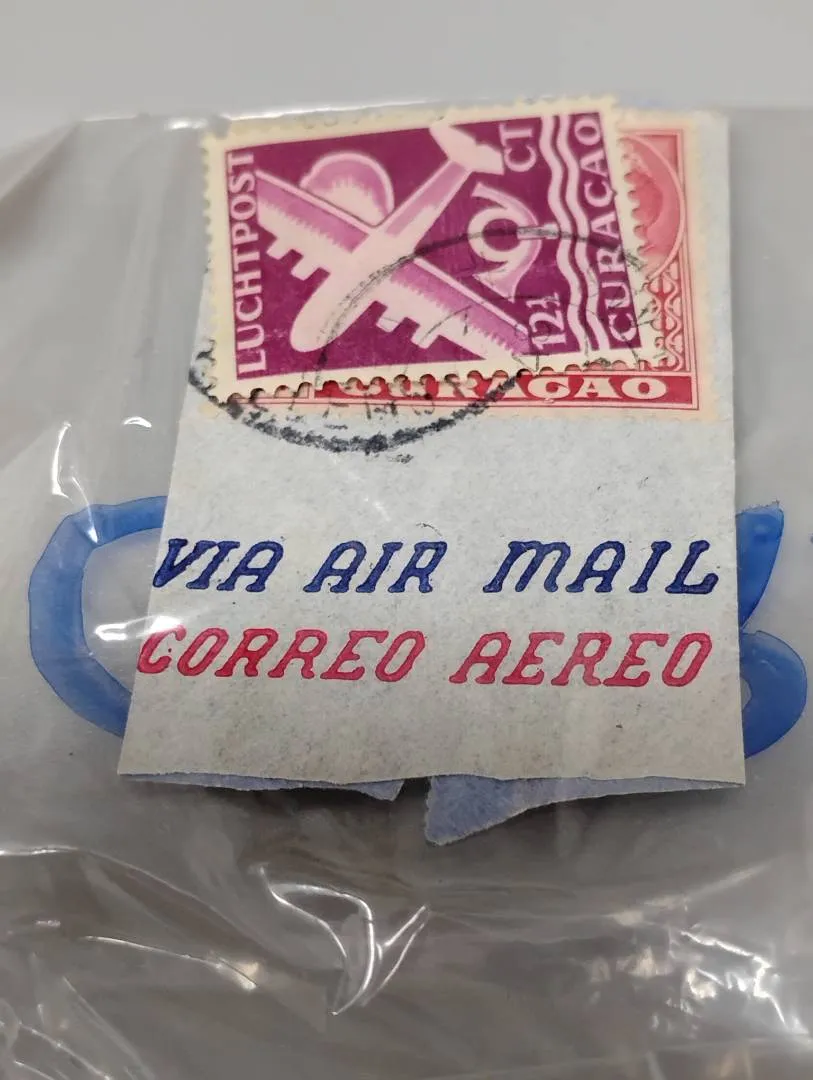 LUCHTPOST
CT
12½
CURAÇAO
CURAÇAO
VIA AIR MAIL
CORREO AEREO